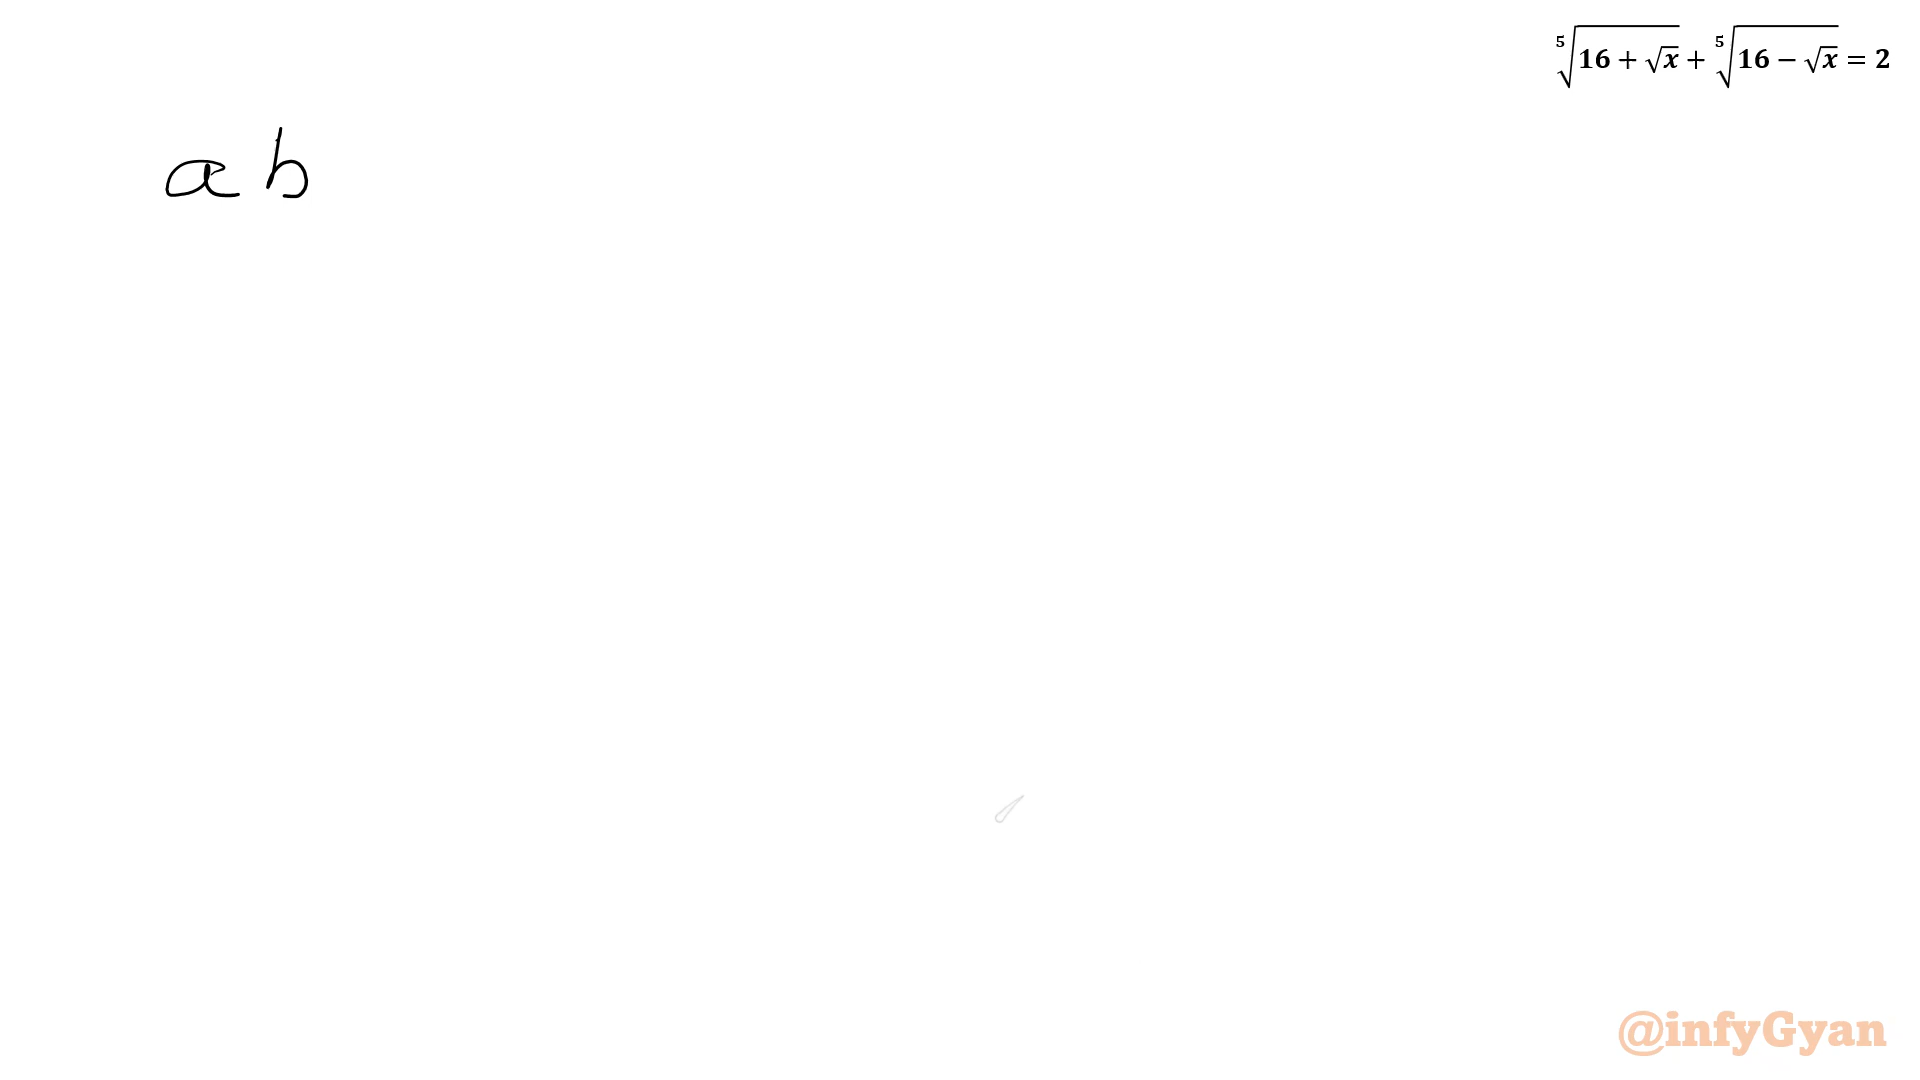 ⁵√(16 + √x) + ⁵√(16 − √x) = 2
a b
@infyGyan